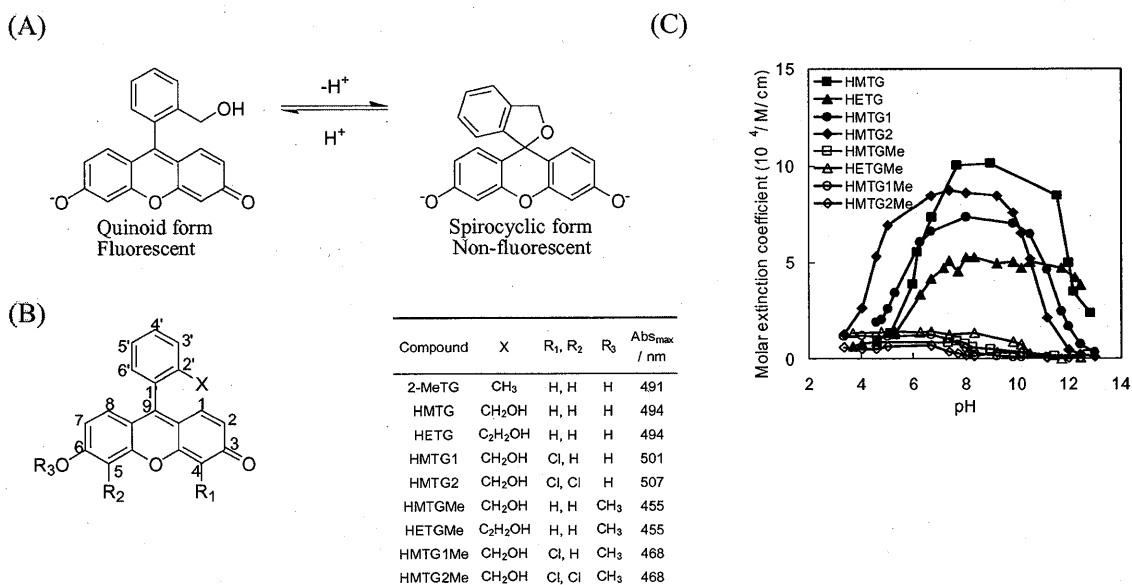 (A)
OH
-H⁺
H⁺
O
-O
O
O
Quinoid form
Fluorescent
-O
O
O-
Spirocyclic form
Non-fluorescent
(B)
4'
5'
3'
6'
2'
1'
X
8
9
1
7
2
6
3
R₃
O
5
O
4
O
R₂
R₁
Compound X R₁, R₂ R₃ Absmax / nm
2-MeTG CH₃ H, H H 491
HMTG CH₂OH H, H H 494
HETG C₂H₂OH H, H H 494
HMTG1 CH₂OH Cl, H H 501
HMTG2 CH₂OH Cl, Cl H 507
HMTGMe CH₂OH H, H CH₃ 455
HETGMe C₂H₂OH H, H CH₃ 455
HMTG1Me CH₂OH Cl, H CH₃ 468
HMTG2Me CH₂OH Cl, Cl CH₃ 468
(C)
Molar extinction coefficient (10 ⁴/ M/ cm)
15
10
5
0
HMTG
HETG
HMTG1
HMTG2
HMTGMe
HETGMe
HMTG1Me
HMTG2Me
3 4 6 8 10 12 14
pH